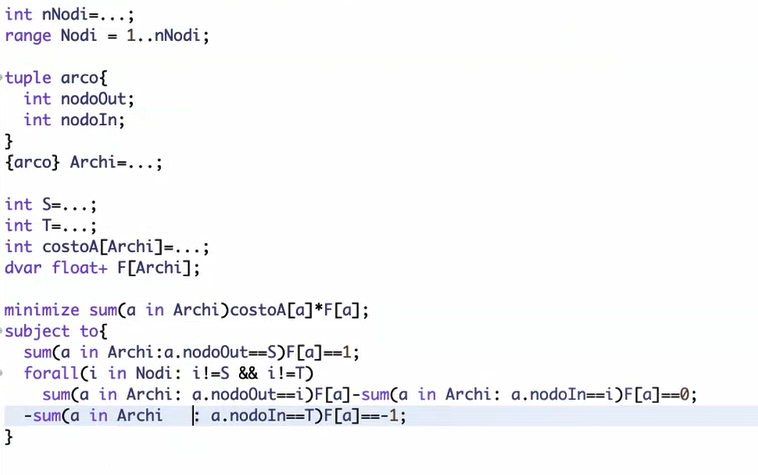 int nNodi=...;
range Nodi = 1..nNodi;
tuple arco{
int nodoOut;
int nodoIn;
}
{arco} Archi=...;
int S=...;
int T=...;
int costoA[Archi]=...;
dvar float+ F[Archi];
minimize sum(a in Archi)costoA[a]*F[a];
subject to{
sum(a in Archi:a.nodoOut==S)F[a]==1;
forall(i in Nodi: i!=S && i!=T)
sum(a in Archi: a.nodoOut==i)F[a]-sum(a in Archi: a.nodoIn==i)F[a]==0;
-sum(a in Archi   : a.nodoIn==T)F[a]==-1;
}